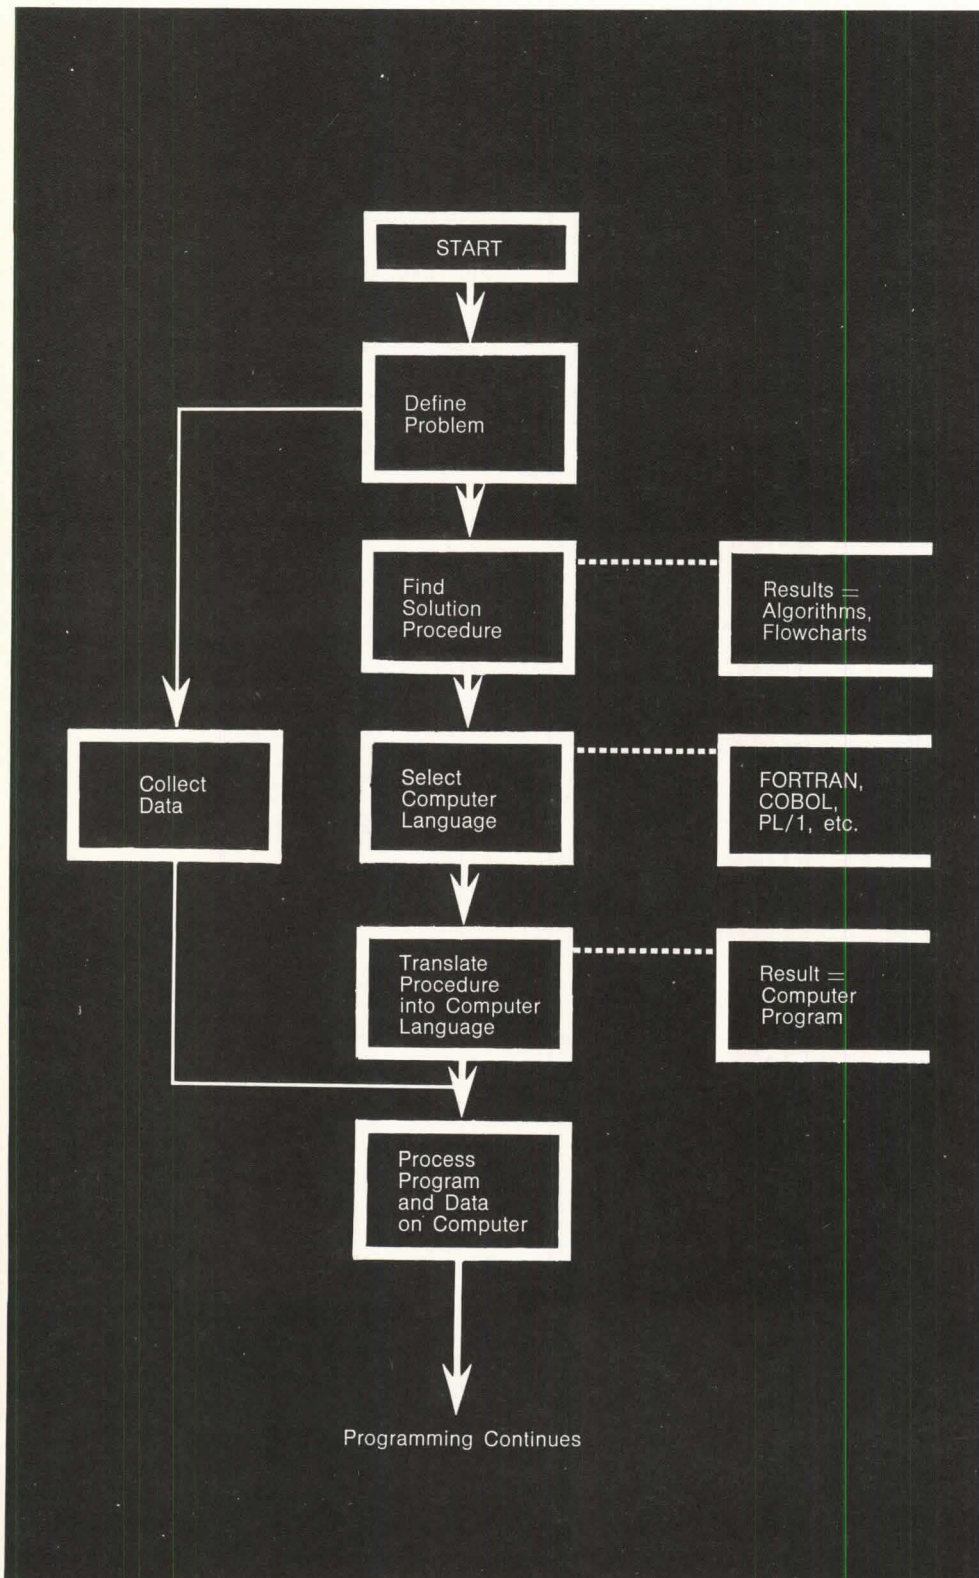 START
Define
Problem
Find
Solution
Procedure
Results =
Algorithms,
Flowcharts
Collect
Data
Select
Computer
Language
FORTRAN,
COBOL,
PL/1, etc.
Translate
Procedure
into Computer
Language
Result =
Computer
Program
Process
Program
and Data
on Computer
Programming Continues